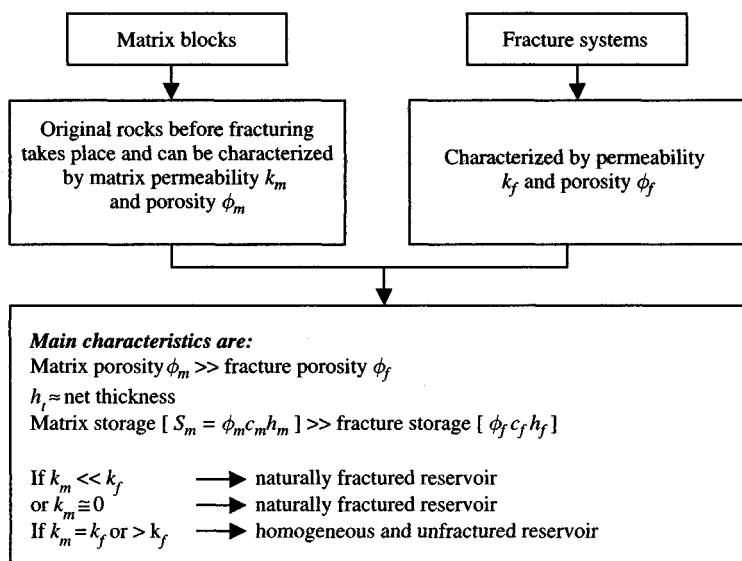 Matrix blocks
Fracture systems
Original rocks before fracturing
takes place and can be characterized
by matrix permeability k_m
and porosity ϕ_m
Characterized by permeability
k_f and porosity ϕ_f
Main characteristics are:
Matrix porosity ϕ_m >> fracture porosity ϕ_f
h_t ≈ net thickness
Matrix storage [ S_m = ϕ_m c_m h_m ] >> fracture storage [ ϕ_f c_f h_f ]
If k_m << k_f → naturally fractured reservoir
or k_m ≅ 0 → naturally fractured reservoir
If k_m = k_f or > k_f → homogeneous and unfractured reservoir